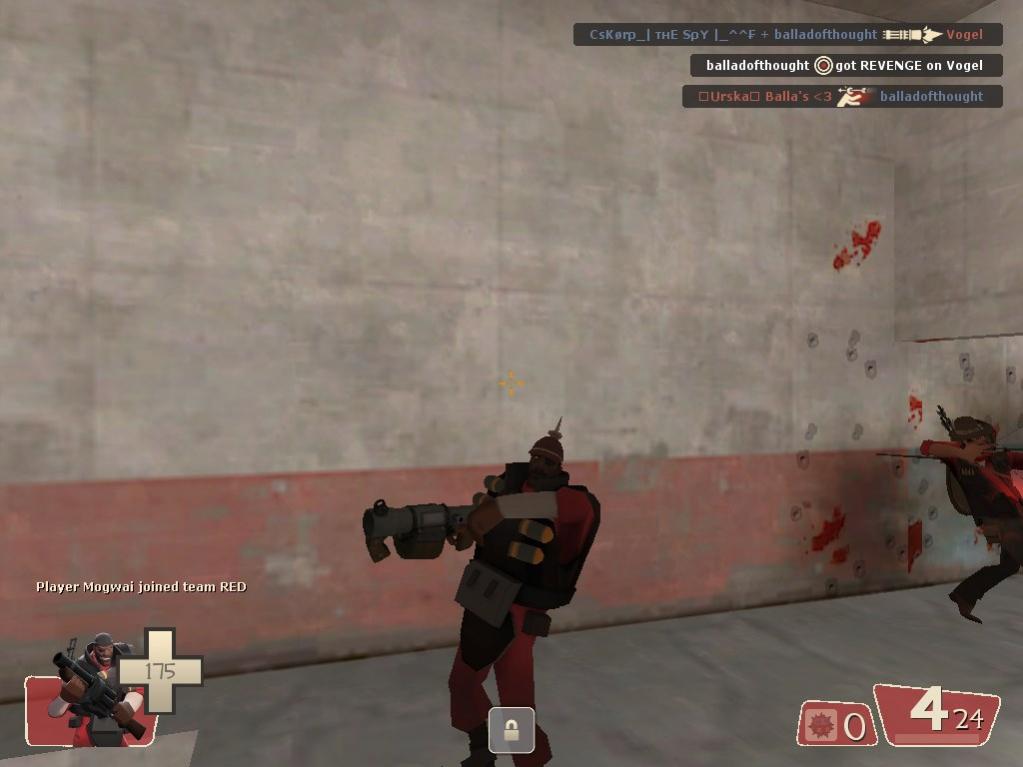 CsKørp_| тнE SpY |_^^₣ + balladofthought Vogel
balladofthought got REVENGE on Vogel
□Urska□ Balla's <3 balladofthought
Player Mogwai joined team RED
175
0
4 24